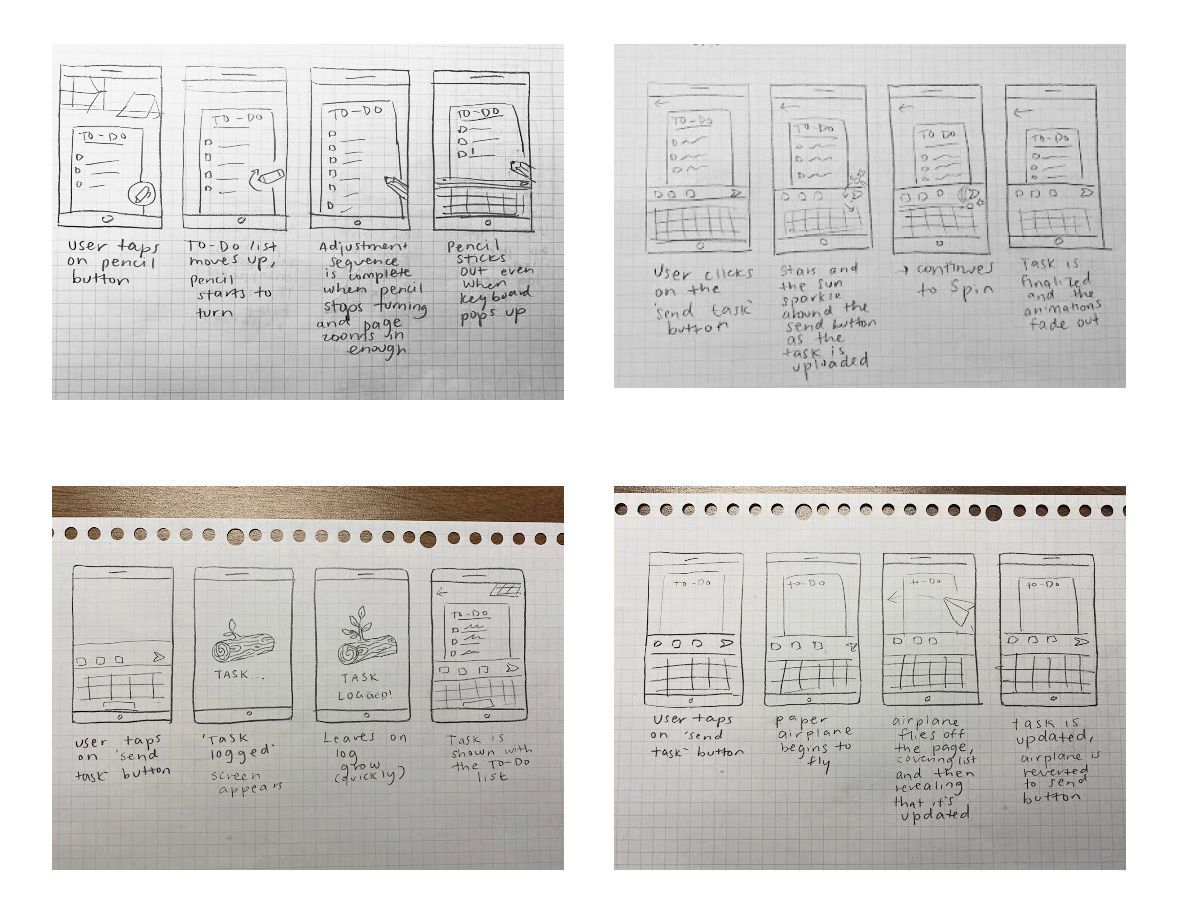 TO-DO
TO-DO
TO-DO
TO-DO
user taps
on pencil
button
TO-DO list
moves up,
pencil
starts to
turn
Adjustment
sequence
is complete
when pencil
stops turning
and page
zooms in
enough
Pencil
sticks
out even
when
keyboard
pops up
TO-DO
TO-DO
TO DO
TO-DO
user clicks
on the
'send task'
button
Stars and
the sun
sparkle
around the
send button
as the
task is
uploaded
→ continues
to spin
Task is
finalized
and the
animations
fade out
TASK...
TASK
LOGGED!
TO-DO
user taps
on 'send
task' button
'Task
logged'
screen
appears
Leaves on
log
grow
(quickly)
Task is
shown with
the To-Do
list
TO-DO
TO-DO
TO-DO
TO-DO
user taps
on 'send
task' button
paper
airplane
begins to
fly
airplane
flies off
the page,
covering list
and then
revealing
that it's
updated
task is
updated,
airplane is
reverted
to send
button